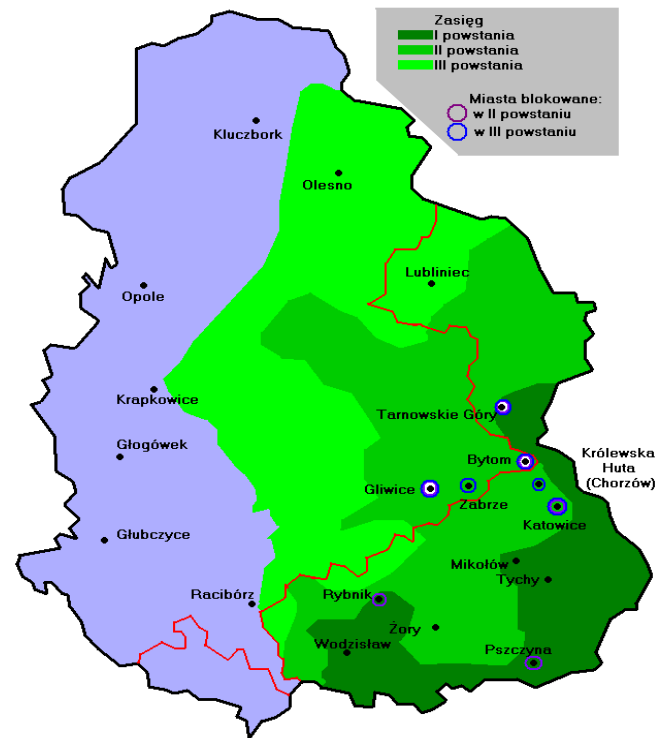 Zasięg
I powstania
II powstania
III powstania
Miasta blokowane:
w II powstaniu
w III powstaniu
Kluczbork
Olesno
Lubliniec
Opole
Krapkowice
Tarnowskie Góry
Głogówek
Bytom
Królewska
Huta
(Chorzów)
Gliwice
Zabrze
Katowice
Głubczyce
Mikołów
Tychy
Racibórz
Rybnik
Żory
Wodzisław
Pszczyna